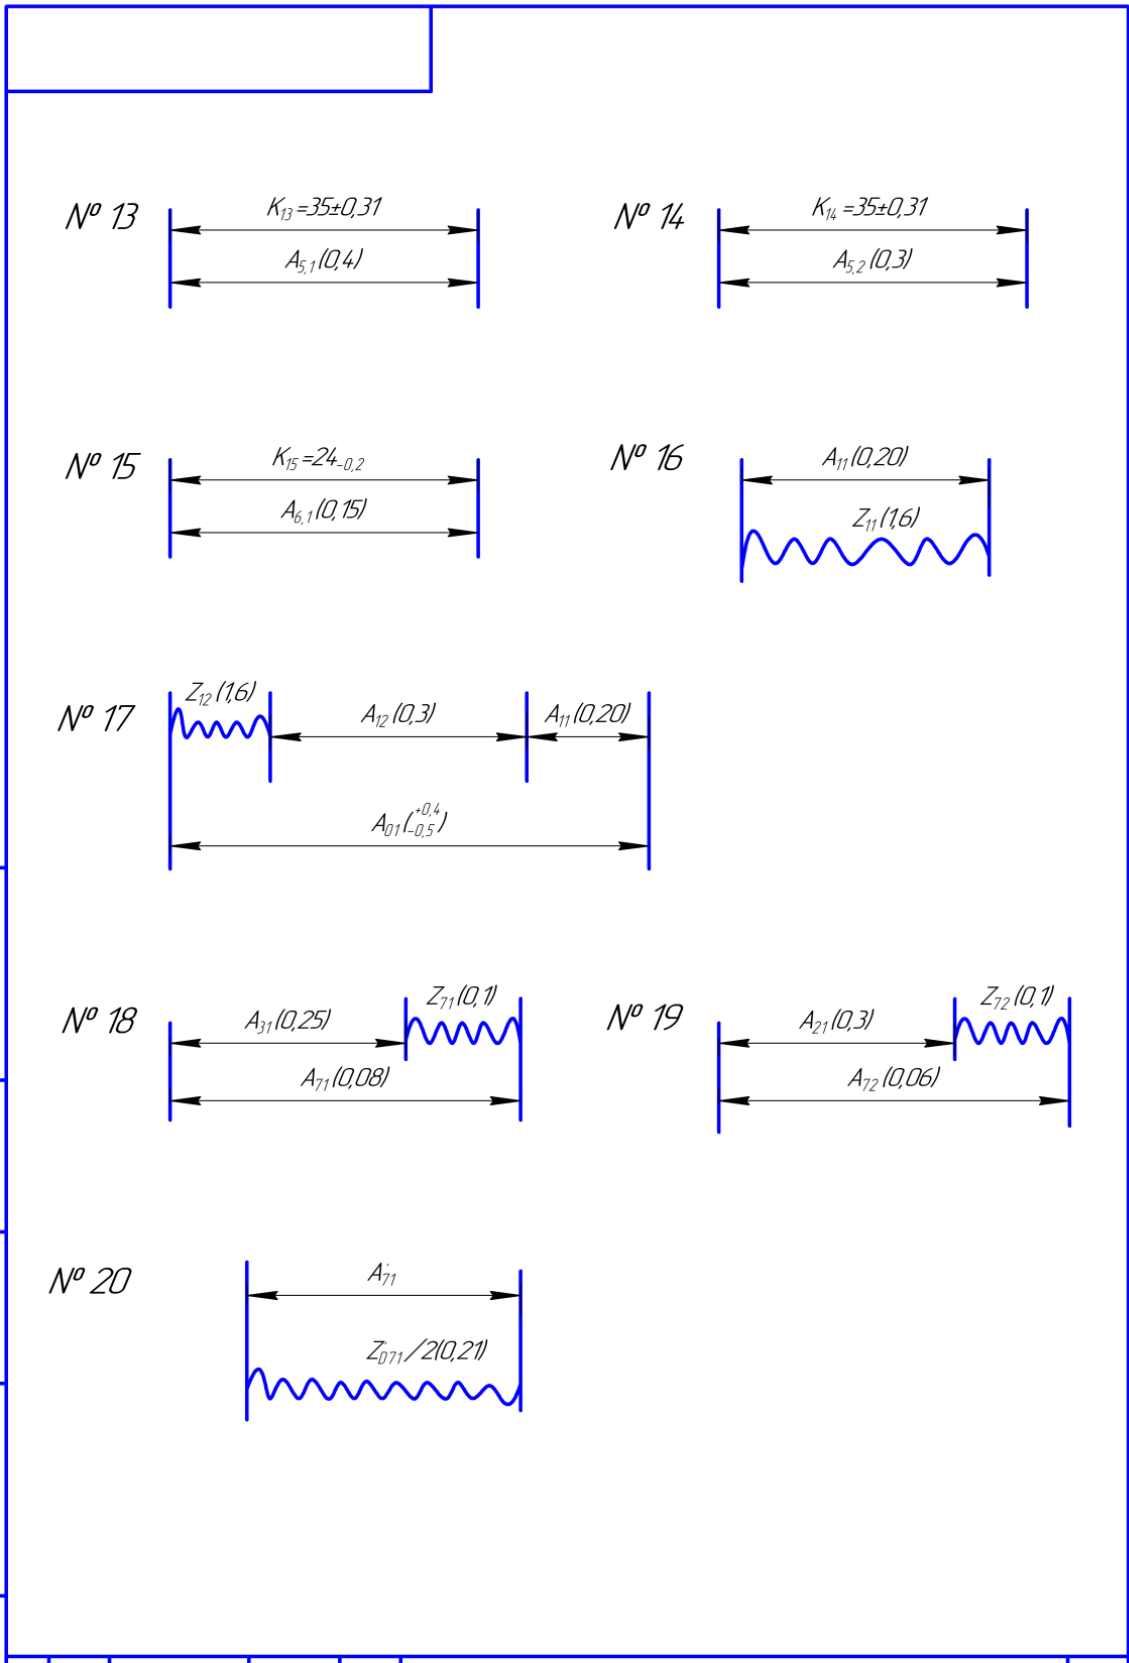 № 13
K₁₃=35±0,31
A₅,₁(0,4)
№ 14
K₁₄=35±0,31
A₅,₂(0,3)
№ 15
K₁₅=24₋₀,₂
A₆,₁(0,15)
№ 16
A₁₁(0,20)
Z₁₁(1,6)
№ 17
Z₁₂(1,6)
A₁₂(0,3)
A₁₁(0,20)
A₀₁(⁺⁰,⁴₋₀,₅)
№ 18
A₃₁(0,25)
Z₇₁(0,1)
A₇₁(0,08)
№ 19
A₂₁(0,3)
Z₇₂(0,1)
A₇₂(0,06)
№ 20
A˙₇₁
Z˙D71/2(0,21)